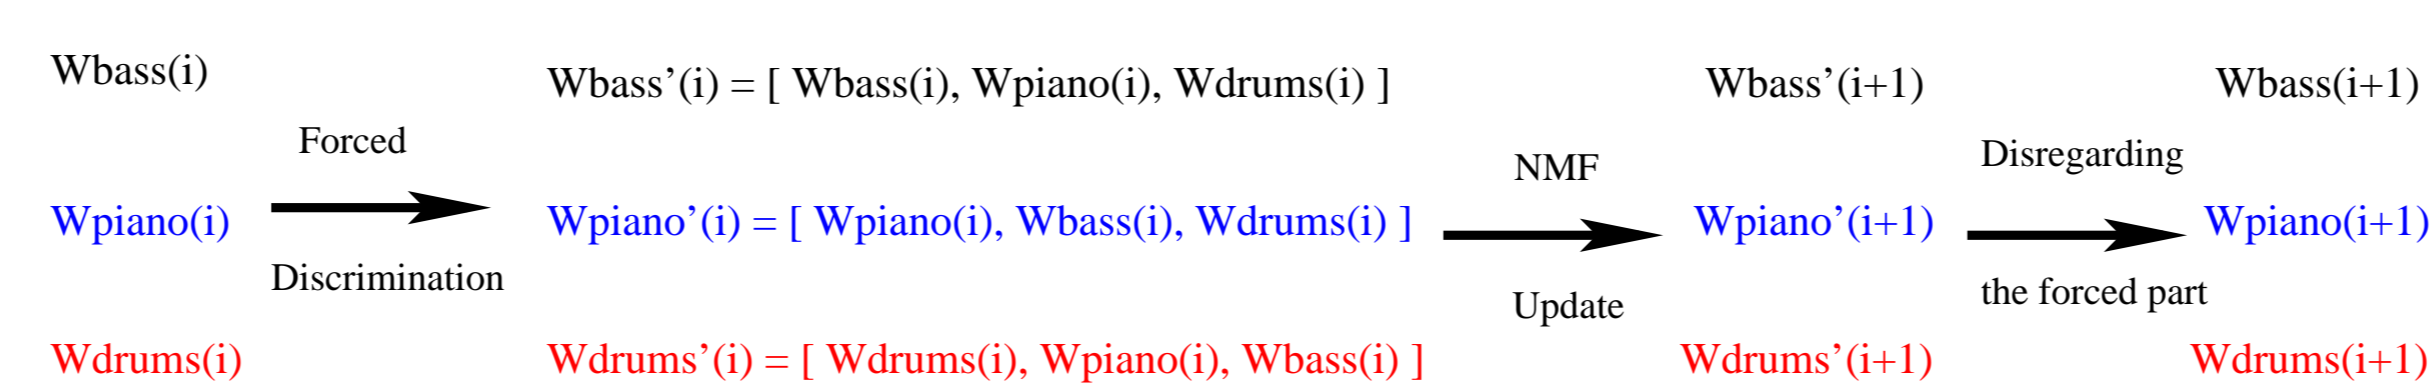 Wbass(i)
Wbass’(i) = [ Wbass(i), Wpiano(i), Wdrums(i) ]
Wbass’(i+1)
Wbass(i+1)
Forced
NMF
Disregarding
Wpiano(i)
Wpiano’(i) = [ Wpiano(i), Wbass(i), Wdrums(i) ]
Wpiano’(i+1)
Wpiano(i+1)
Discrimination
Update
the forced part
Wdrums(i)
Wdrums’(i) = [ Wdrums(i), Wpiano(i), Wbass(i) ]
Wdrums’(i+1)
Wdrums(i+1)